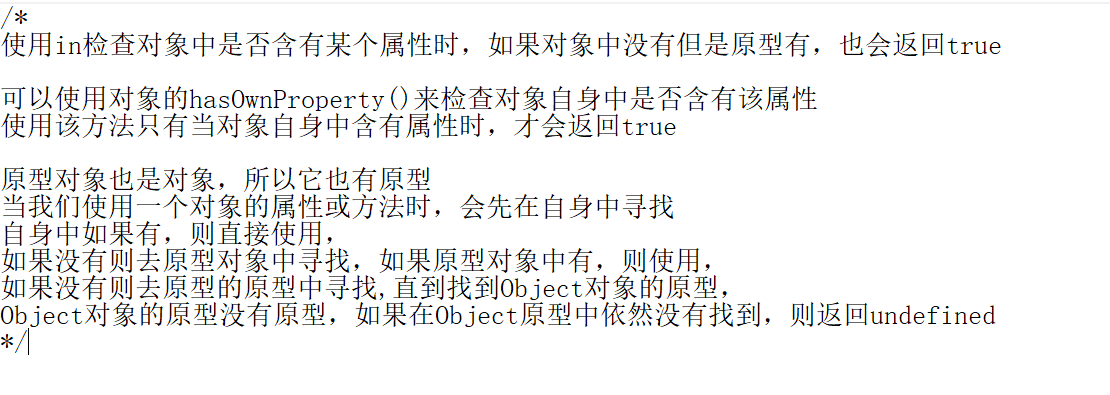 /*
使用in检查对象中是否含有某个属性时，如果对象中没有但是原型有，也会返回true
可以使用对象的hasOwnProperty()来检查对象自身中是否含有该属性
使用该方法只有当对象自身中含有属性时，才会返回true
原型对象也是对象，所以它也有原型
当我们使用一个对象的属性或方法时，会先在自身中寻找
自身中如果有，则直接使用，
如果没有则去原型对象中寻找，如果原型对象中有，则使用，
如果没有则去原型的原型中寻找,直到找到Object对象的原型，
Object对象的原型没有原型，如果在Object原型中依然没有找到，则返回undefined
*/